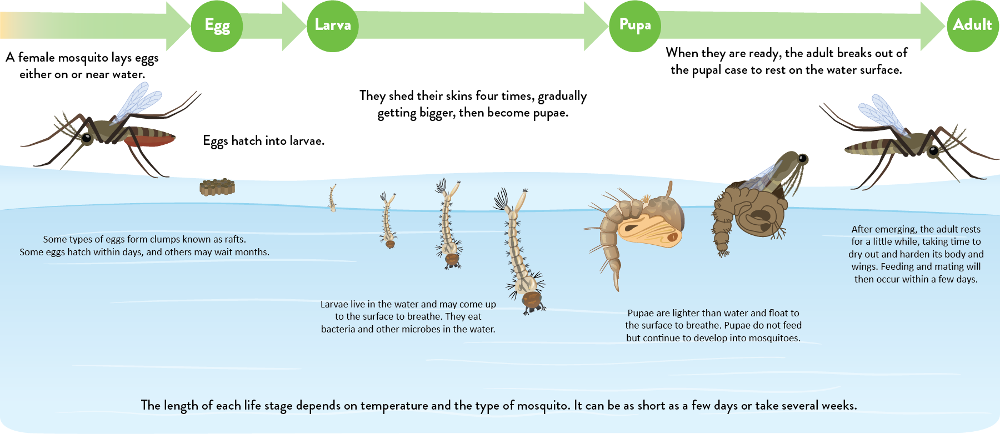 Egg
Larva
Pupa
Adult
A female mosquito lays eggs
either on or near water.
Eggs hatch into larvae.
They shed their skins four times, gradually
getting bigger, then become pupae.
When they are ready, the adult breaks out of
the pupal case to rest on the water surface.
Some types of eggs form clumps known as rafts.
Some eggs hatch within days, and others may wait months.
Larvae live in the water and may come up
to the surface to breathe. They eat
bacteria and other microbes in the water.
Pupae are lighter than water and float to
the surface to breathe. Pupae do not feed
but continue to develop into mosquitoes.
After emerging, the adult rests
for a little while, taking time to
dry out and harden its body and
wings. Feeding and mating will
then occur within a few days.
The length of each life stage depends on temperature and the type of mosquito. It can be as short as a few days or take several weeks.